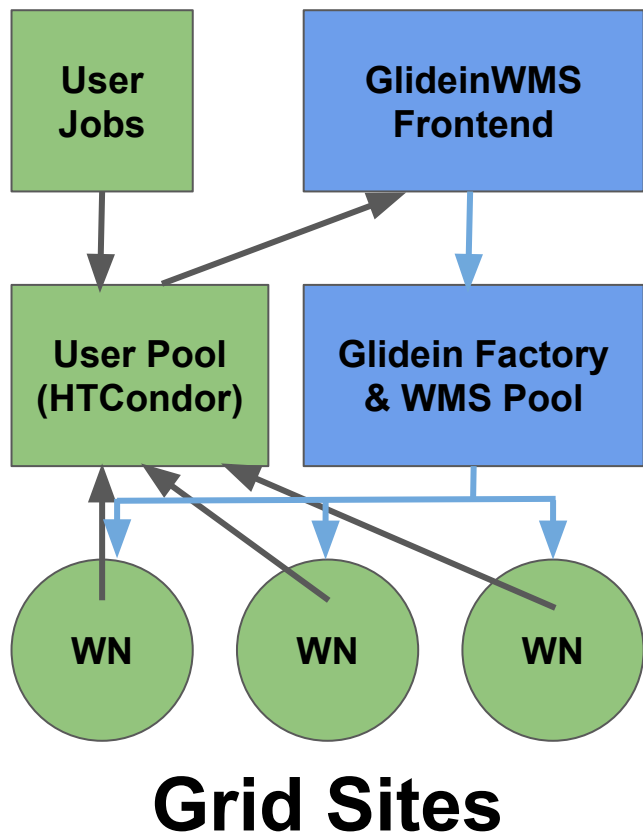 User
Jobs
GlideinWMS
Frontend
User Pool
(HTCondor)
Glidein Factory
& WMS Pool
WN
WN
WN
Grid Sites